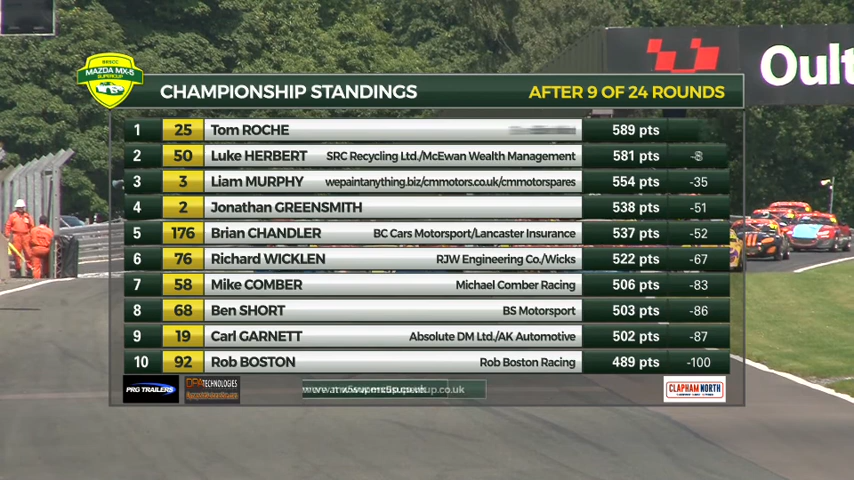 BRSCC
MAZDA MX-5
SUPERCUP
CHAMPIONSHIP STANDINGS AFTER 9 OF 24 ROUNDS
Oult
1 25 Tom ROCHE 589 pts
2 50 Luke HERBERT SRC Recycling Ltd./McEwan Wealth Management 581 pts -8
3 3 Liam MURPHY wepaintanything.biz/cmmotors.co.uk/cmmotorspares 554 pts -35
4 2 Jonathan GREENSMITH 538 pts -51
5 176 Brian CHANDLER BC Cars Motorsport/Lancaster Insurance 537 pts -52
6 76 Richard WICKLEN RJW Engineering Co./Wicks 522 pts -67
7 58 Mike COMBER Michael Comber Racing 506 pts -83
8 68 Ben SHORT BS Motorsport 503 pts -86
9 19 Carl GARNETT Absolute DM Ltd./AK Automotive 502 pts -87
10 92 Rob BOSTON Rob Boston Racing 489 pts -100
PRG TRAILERS TECHNOLOGIES CLAPHAM NORTH